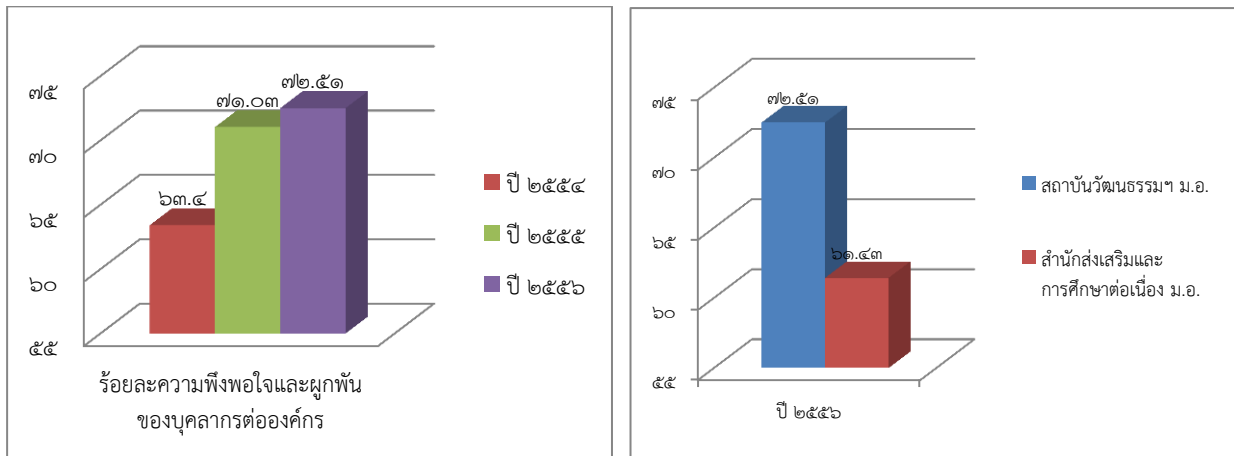 ๗๕
๗๐
๖๕
๖๐
๕๕
๖๓.๔
๗๑.๐๓
๗๒.๕๑
ร้อยละความพึงพอใจและผูกพัน
ของบุคลากรต่อองค์กร
ปี ๒๕๕๔
ปี ๒๕๕๕
ปี ๒๕๕๖
๗๕
๗๐
๖๕
๖๐
๕๕
๗๒.๕๑
๖๑.๔๓
ปี ๒๕๕๖
สถาบันวัฒนธรรมฯ ม.อ.
สำนักส่งเสริมและ
การศึกษาต่อเนื่อง ม.อ.